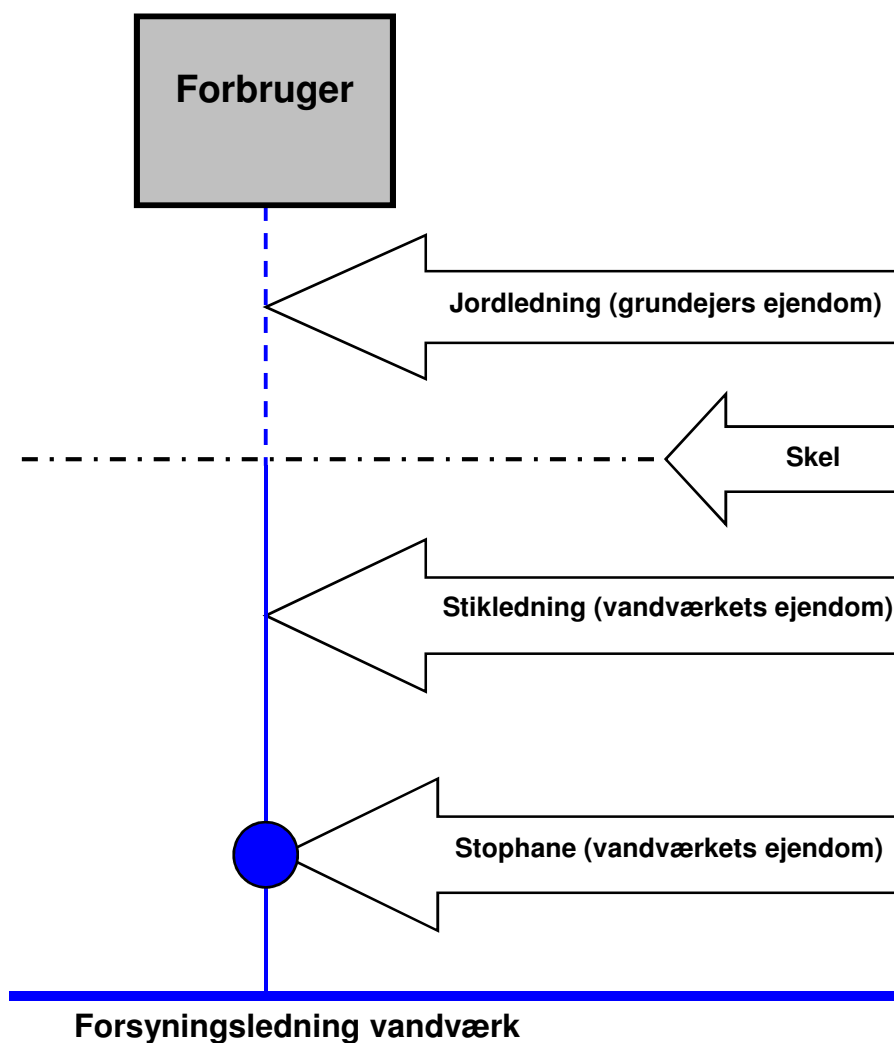 Forbruger
Jordledning (grundejers ejendom)
Skel
Stikledning (vandværkets ejendom)
Stophane (vandværkets ejendom)
Forsyningsledning vandværk